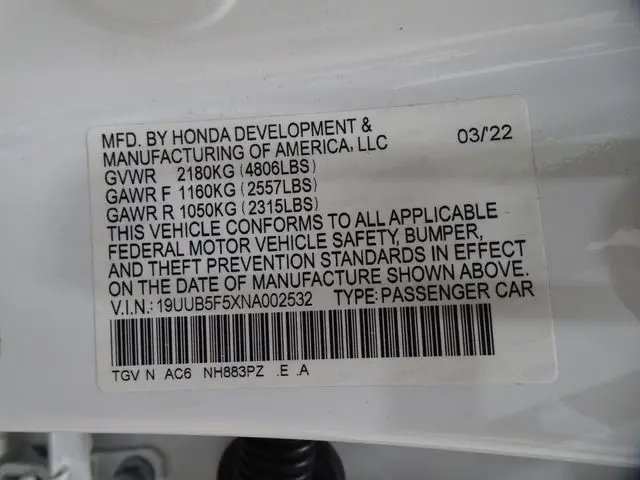 MFD. BY HONDA DEVELOPMENT &
MANUFACTURING OF AMERICA, LLC 03/'22
GVWR 2180KG (4806LBS)
GAWR F 1160KG (2557LBS)
GAWR R 1050KG (2315LBS)
THIS VEHICLE CONFORMS TO ALL APPLICABLE
FEDERAL MOTOR VEHICLE SAFETY, BUMPER,
AND THEFT PREVENTION STANDARDS IN EFFECT
ON THE DATE OF MANUFACTURE SHOWN ABOVE.
V.I.N.: 19UUB5F5XNA002532 TYPE: PASSENGER CAR
TGV N AC6 NH883PZ .E .A